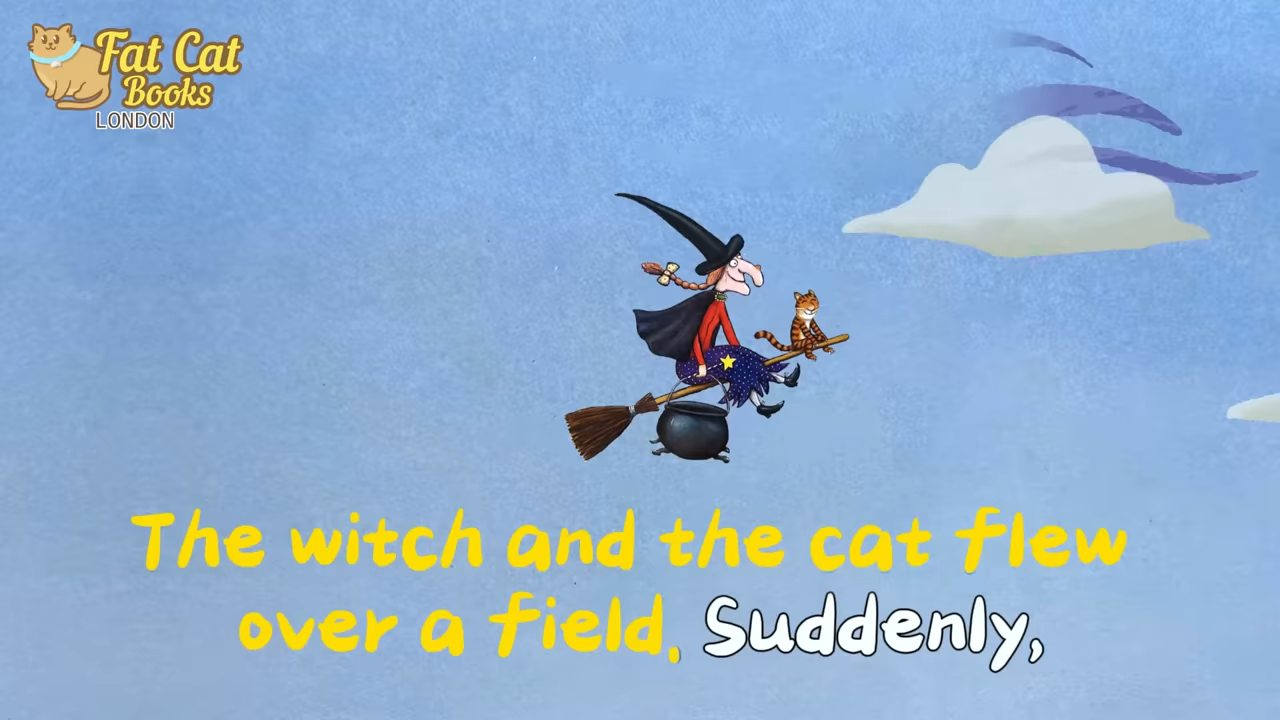 Fat Cat
Books
LONDON
The witch and the cat flew
over a field, Suddenly,